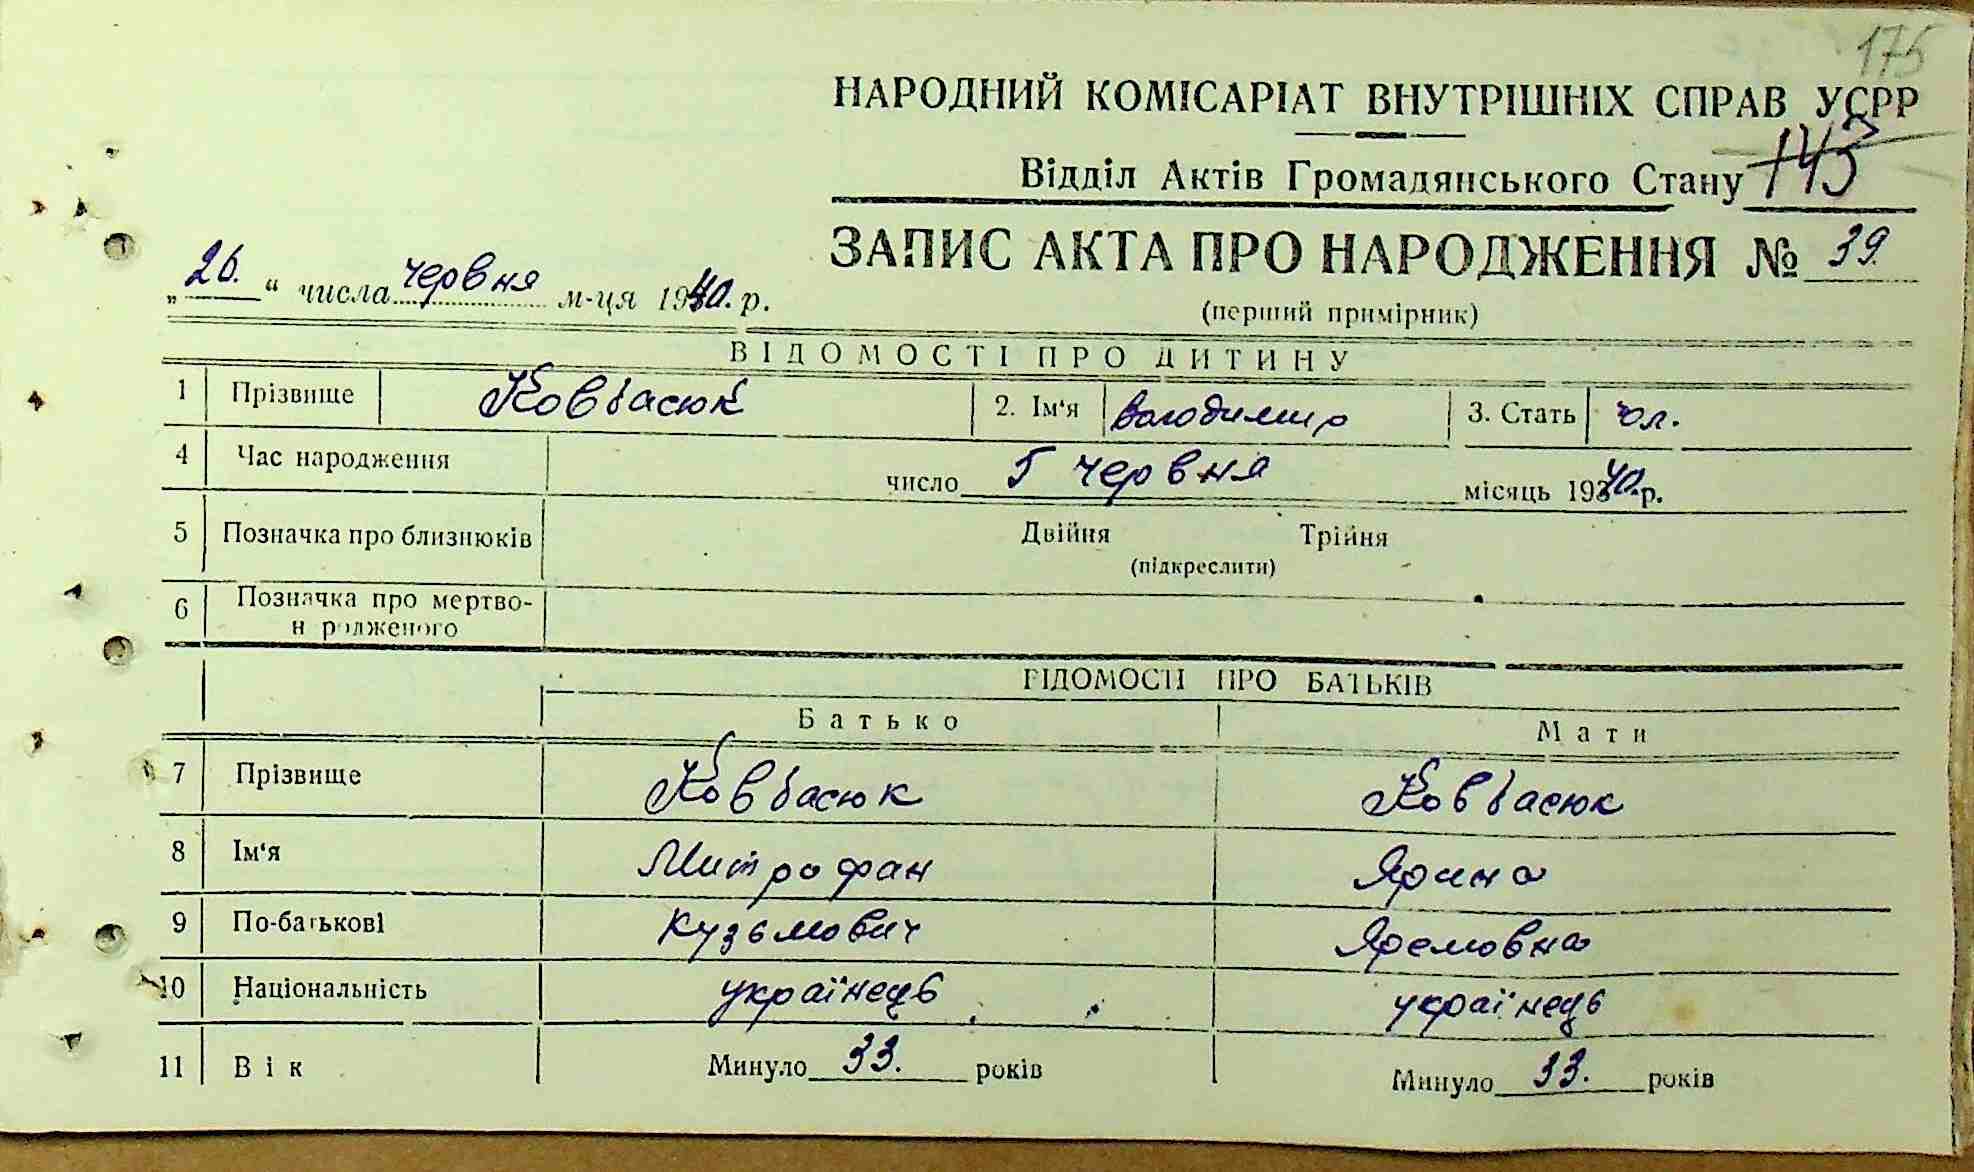 175
НАРОДНИЙ КОМІСАРІАТ ВНУТРІШНІХ СПРАВ УСРР
Відділ Актів Громадянського Стану 143
ЗАПИС АКТА ПРО НАРОДЖЕННЯ № 39.
„26.“ числа червня м-ця 1940. р.
(перший примірник)
ВІДОМОСТІ ПРО ДИТИНУ
1 Прізвище Ковбасюк 2. Ім‘я Володимир 3. Стать чол.
4 Час народження число 5 червня місяць 1940. р.
5 Позначка про близнюків Двійня Трійня
(підкреслити)
6 Позначка про мертво-
н родженого
ВІДОМОСТІ ПРО БАТЬКІВ
Батько Мати
7 Прізвище Ковбасюк Ковбасюк
8 Ім‘я Митрофан Ярина
9 По-батькові Кузьмович Яремовна
10 Національність українець українець
11 Вік Минуло 33. років Минуло 33. років